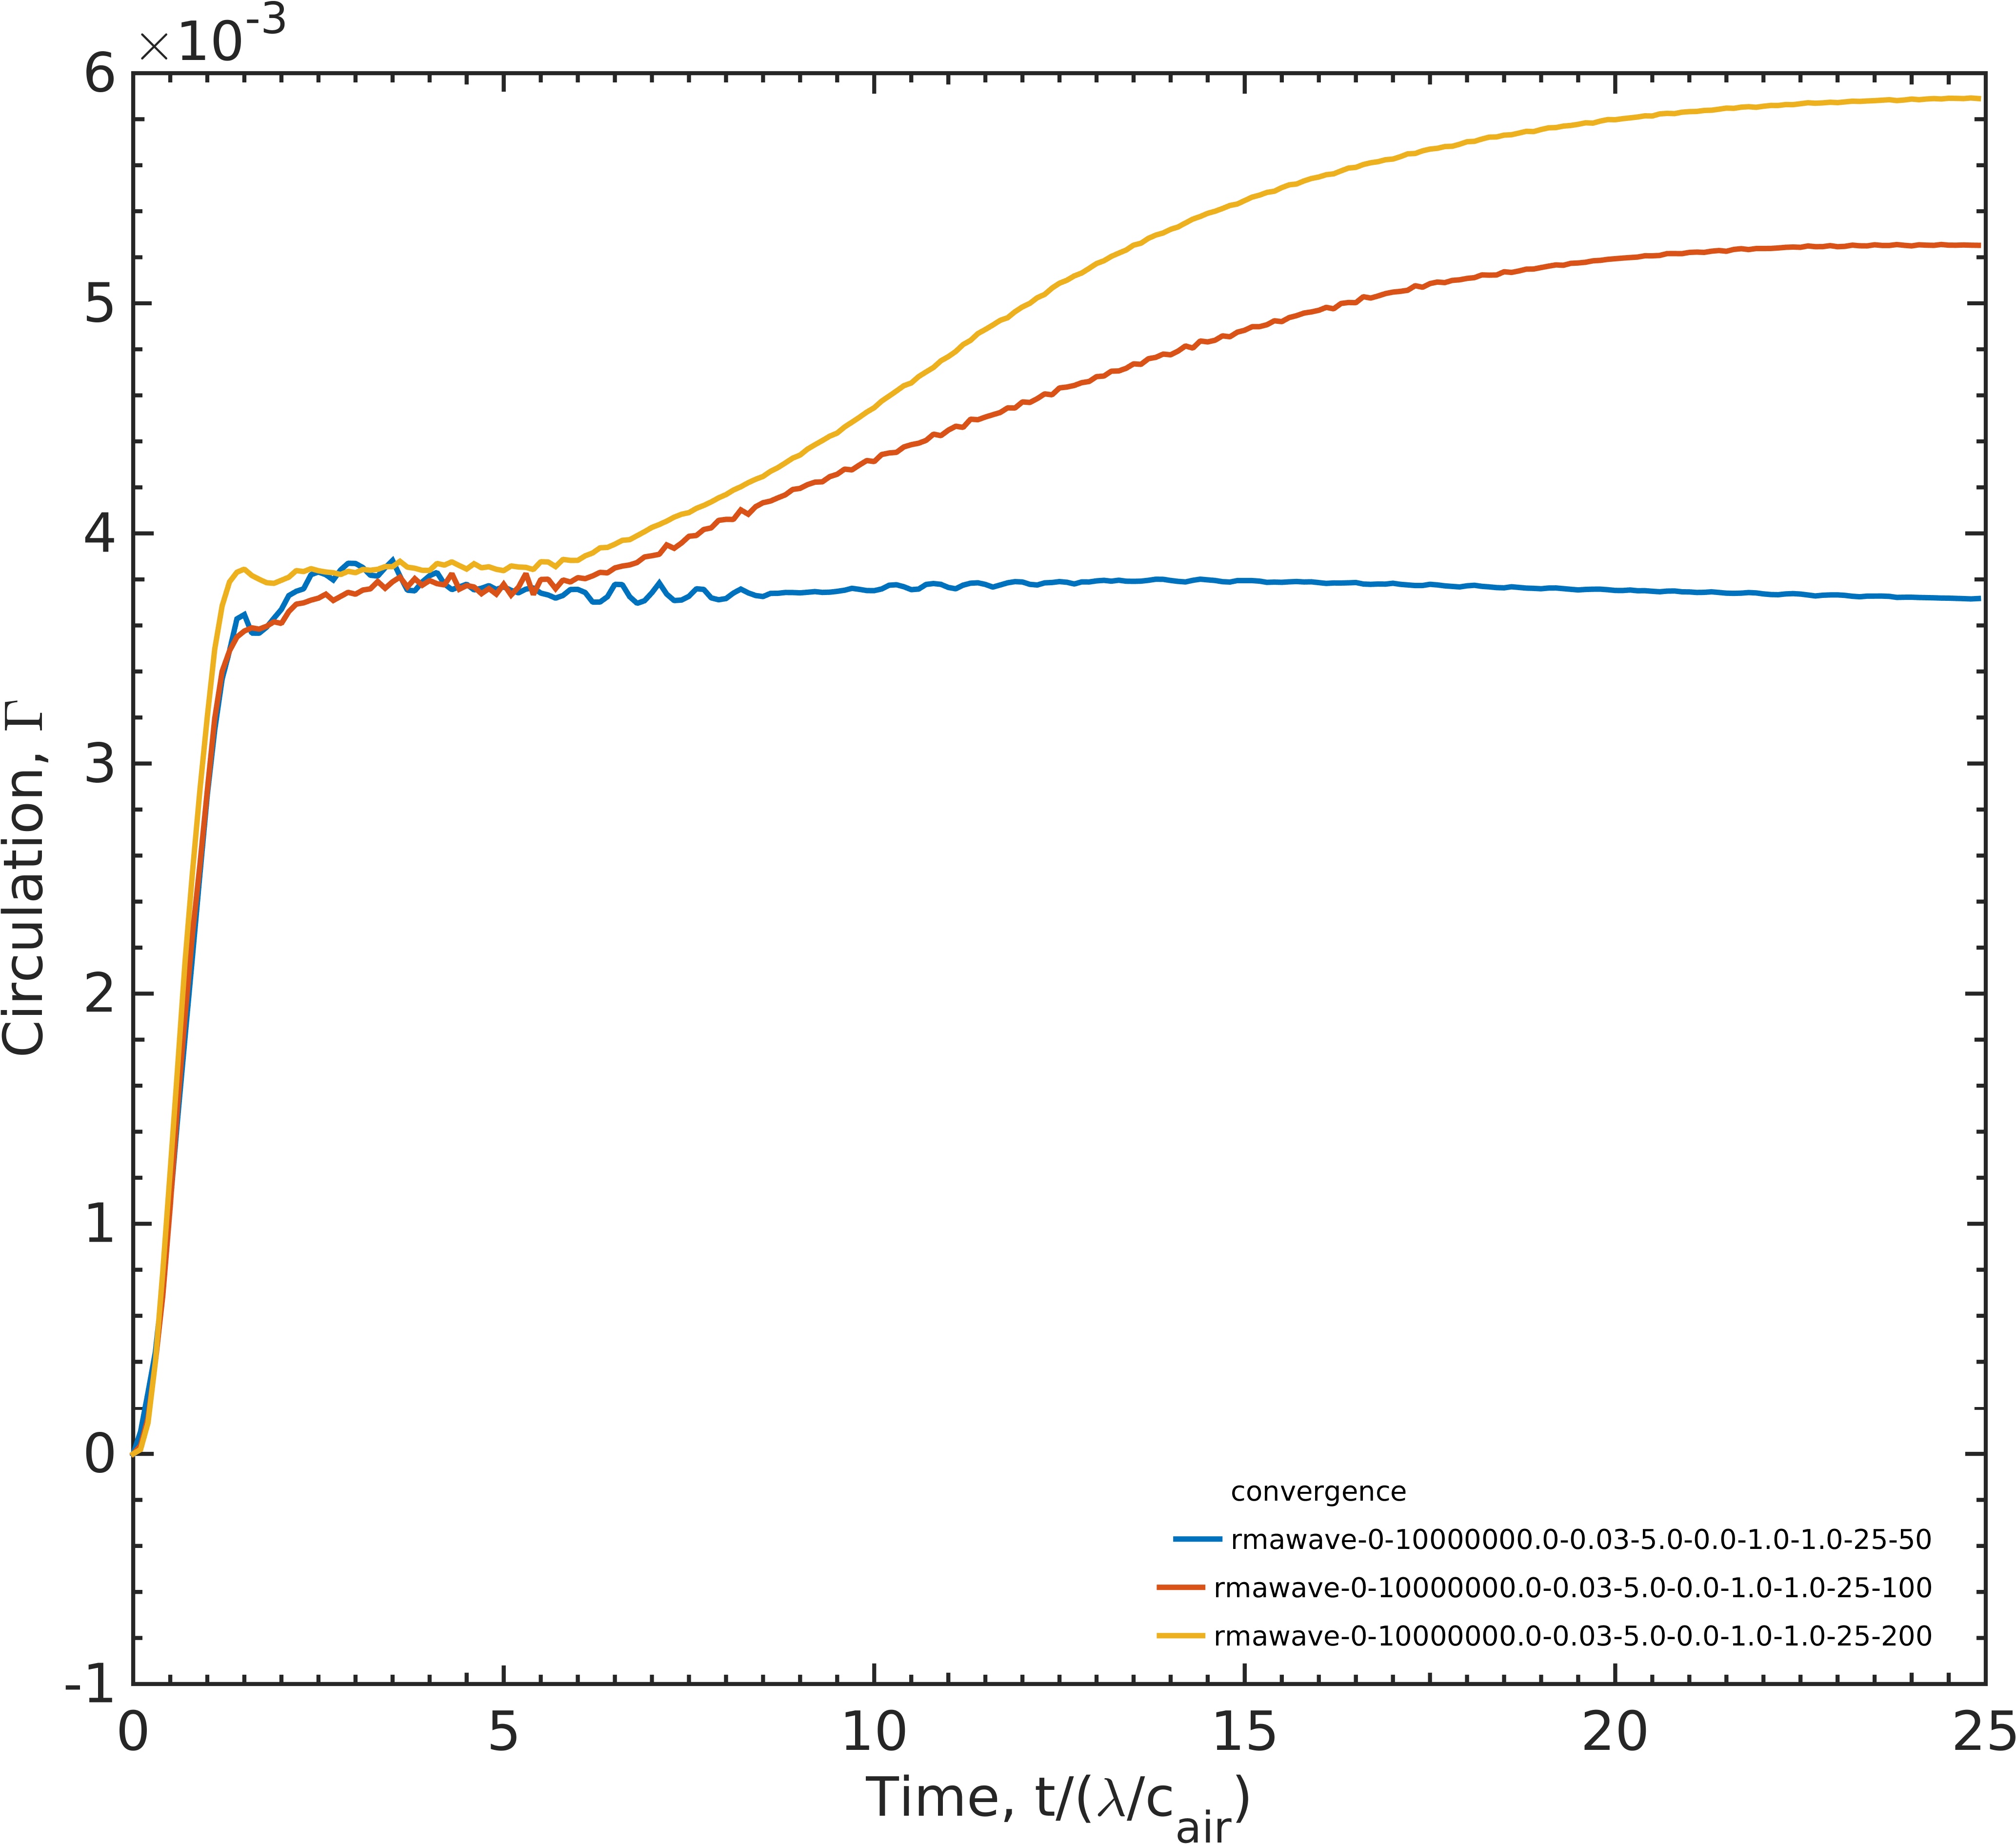 ×10-3
6
5
4
3
2
1
0
-1
Circulation, Γ
convergence
rmawave-0-10000000.0-0.03-5.0-0.0-1.0-1.0-25-50
rmawave-0-10000000.0-0.03-5.0-0.0-1.0-1.0-25-100
rmawave-0-10000000.0-0.03-5.0-0.0-1.0-1.0-25-200
0 5 10 15 20 25
Time, t/(λ/cair)